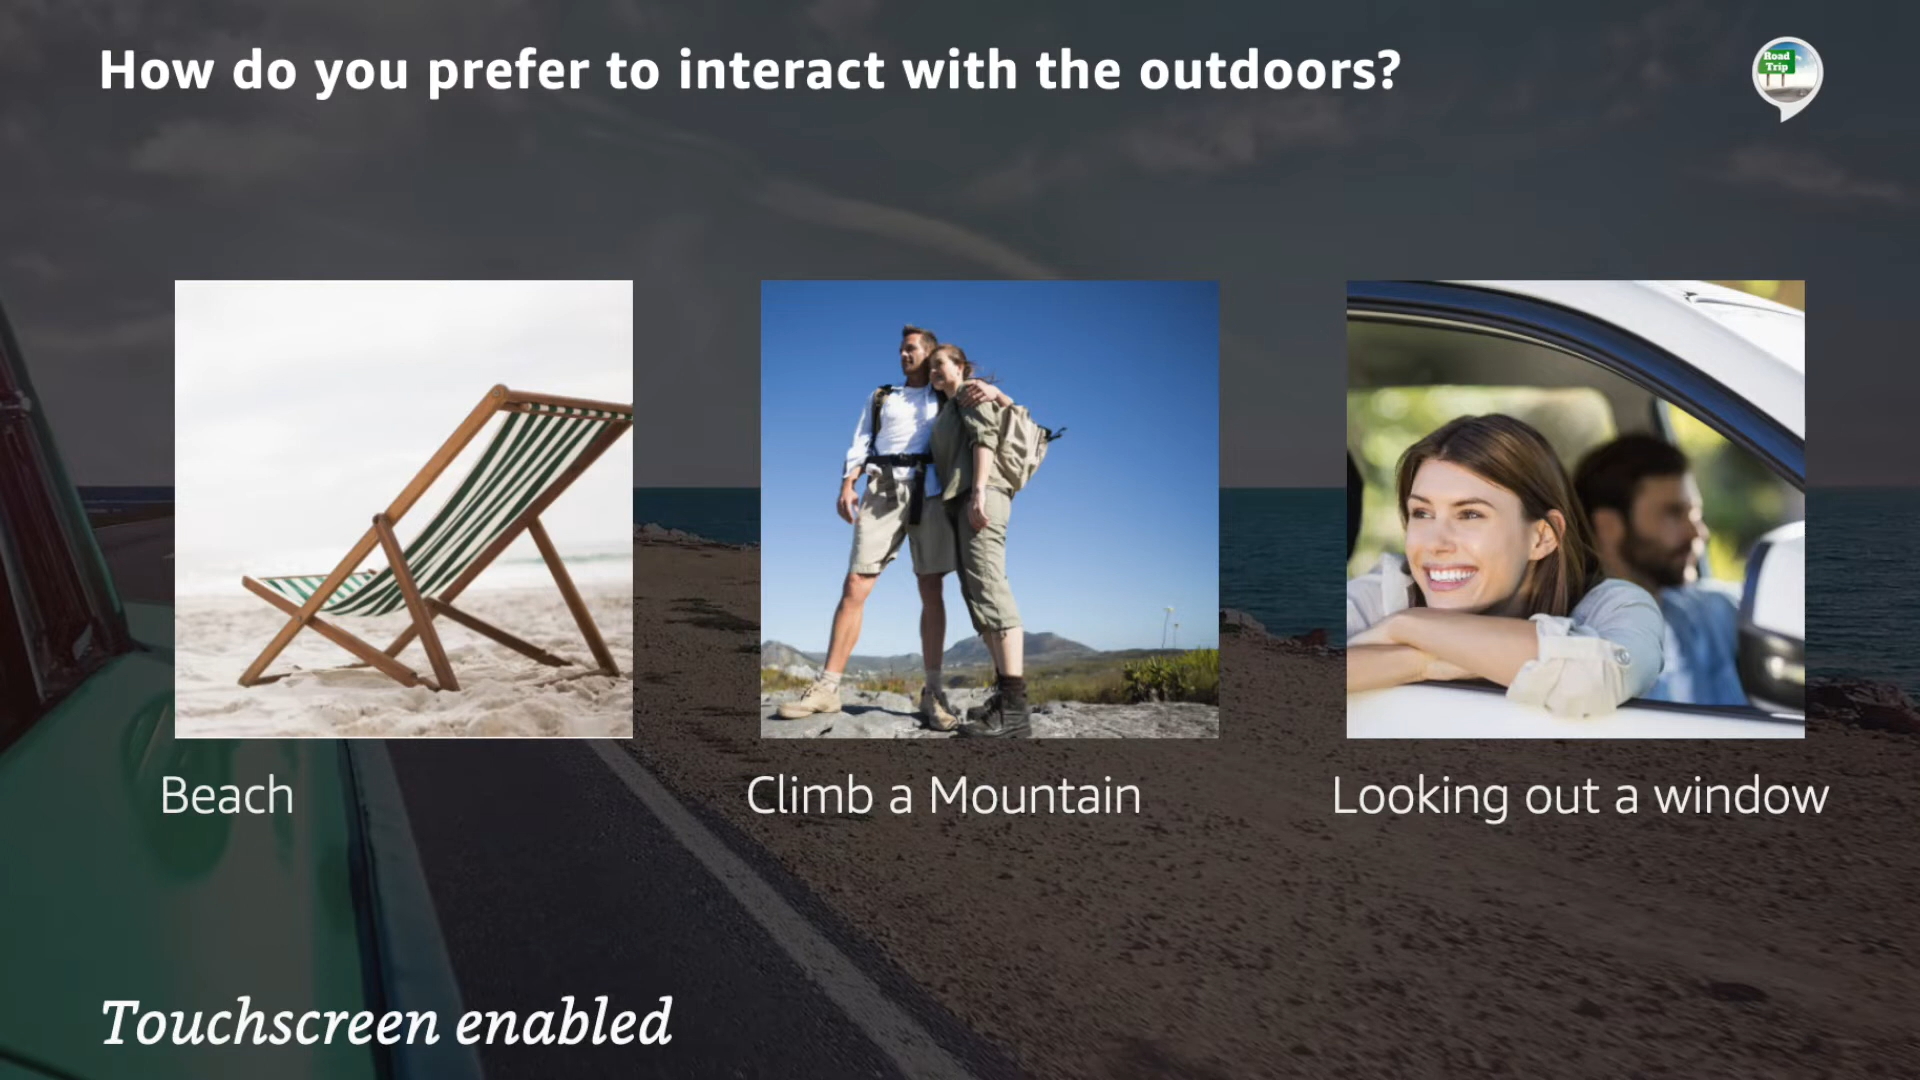 How do you prefer to interact with the outdoors?
Road
Trip
Beach
Climb a Mountain
Looking out a window
Touchscreen enabled